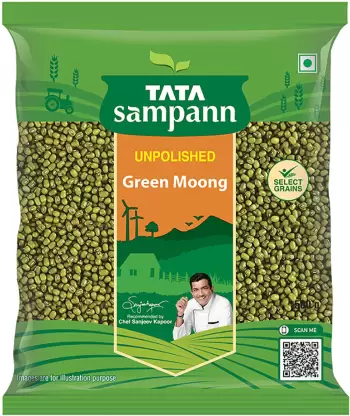 TATA
sampann
UNPOLISHED
Green Moong
SELECT
GRAINS
Recommended by
Chef Sanjeev Kapoor
SCAN ME
Images are for illustration purpose